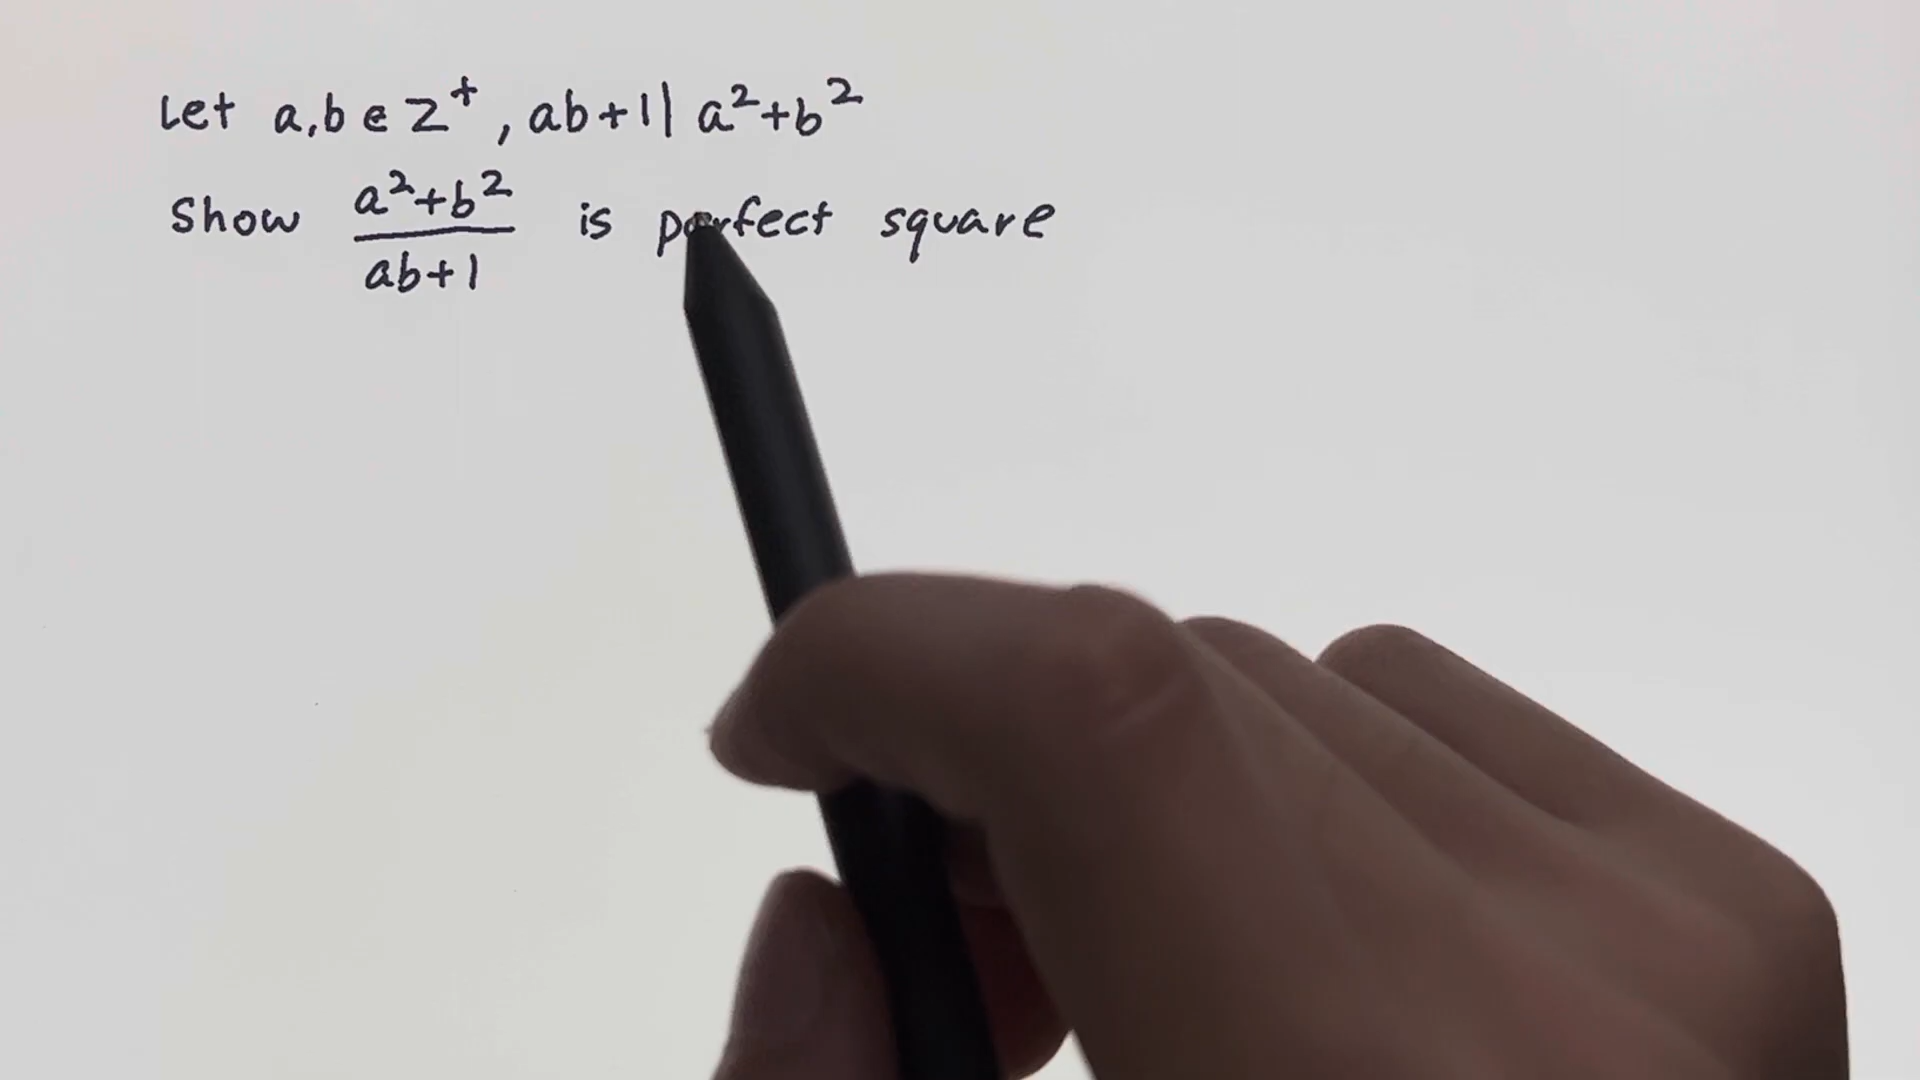 Let a,b ∈ Z⁺, ab+1 | a²+b²
Show (a²+b²)/(ab+1) is perfect square